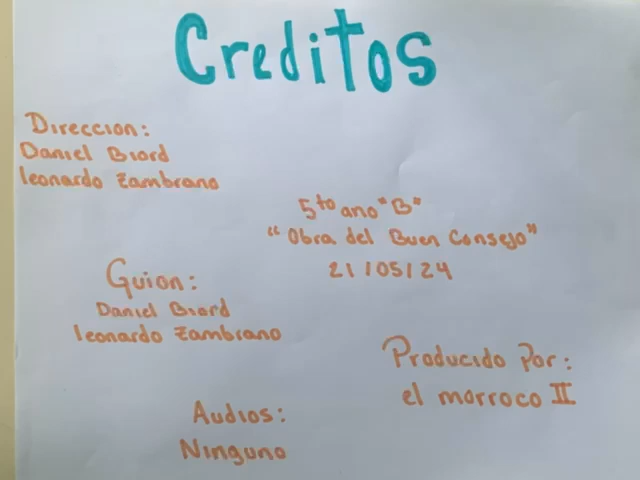 Creditos
Direccion:
Daniel Biord
leonardo Zambrano
5to ano "B"
"Obra del Buen Consejo"
21/05/24
Guion:
Daniel Biord
leonardo Zambrano
Producido Por:
el morroco II
Audios:
Ninguno